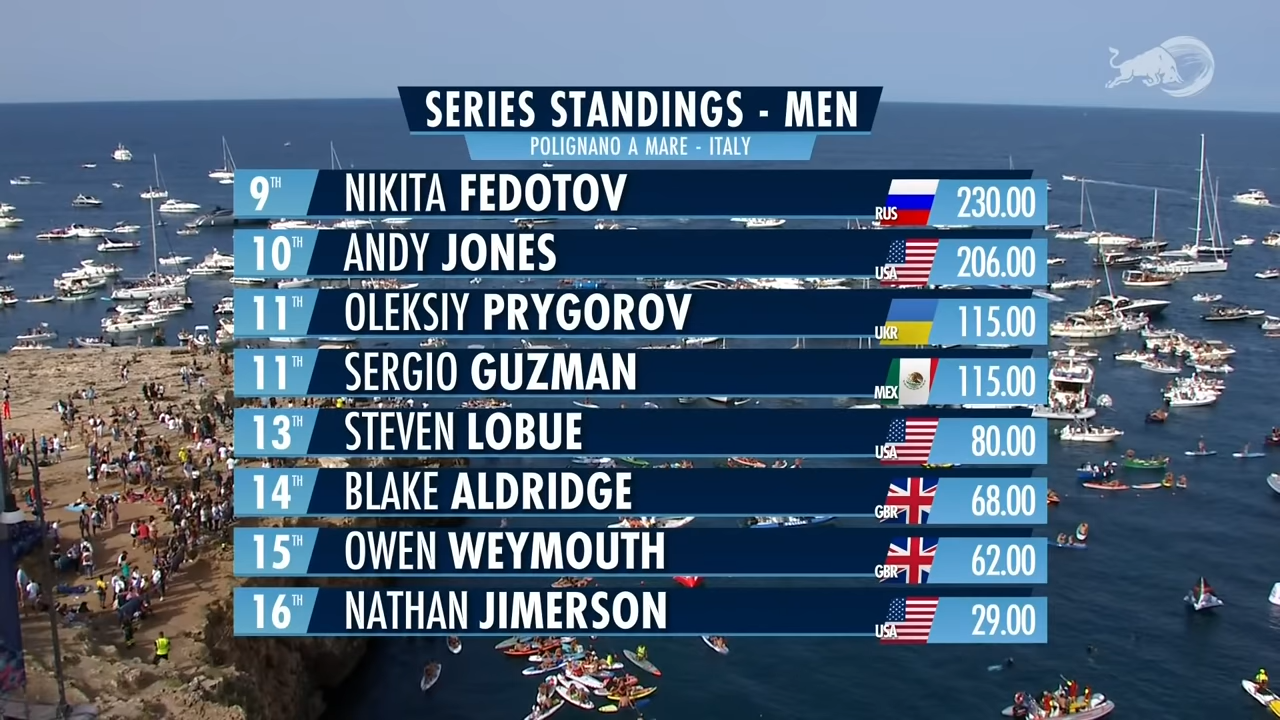 SERIES STANDINGS - MEN
POLIGNANO A MARE - ITALY
9TH NIKITA FEDOTOV RUS 230.00
10TH ANDY JONES USA 206.00
11TH OLEKSIY PRYGOROV UKR 115.00
11TH SERGIO GUZMAN MEX 115.00
13TH STEVEN LOBUE USA 80.00
14TH BLAKE ALDRIDGE GBR 68.00
15TH OWEN WEYMOUTH GBR 62.00
16TH NATHAN JIMERSON USA 29.00